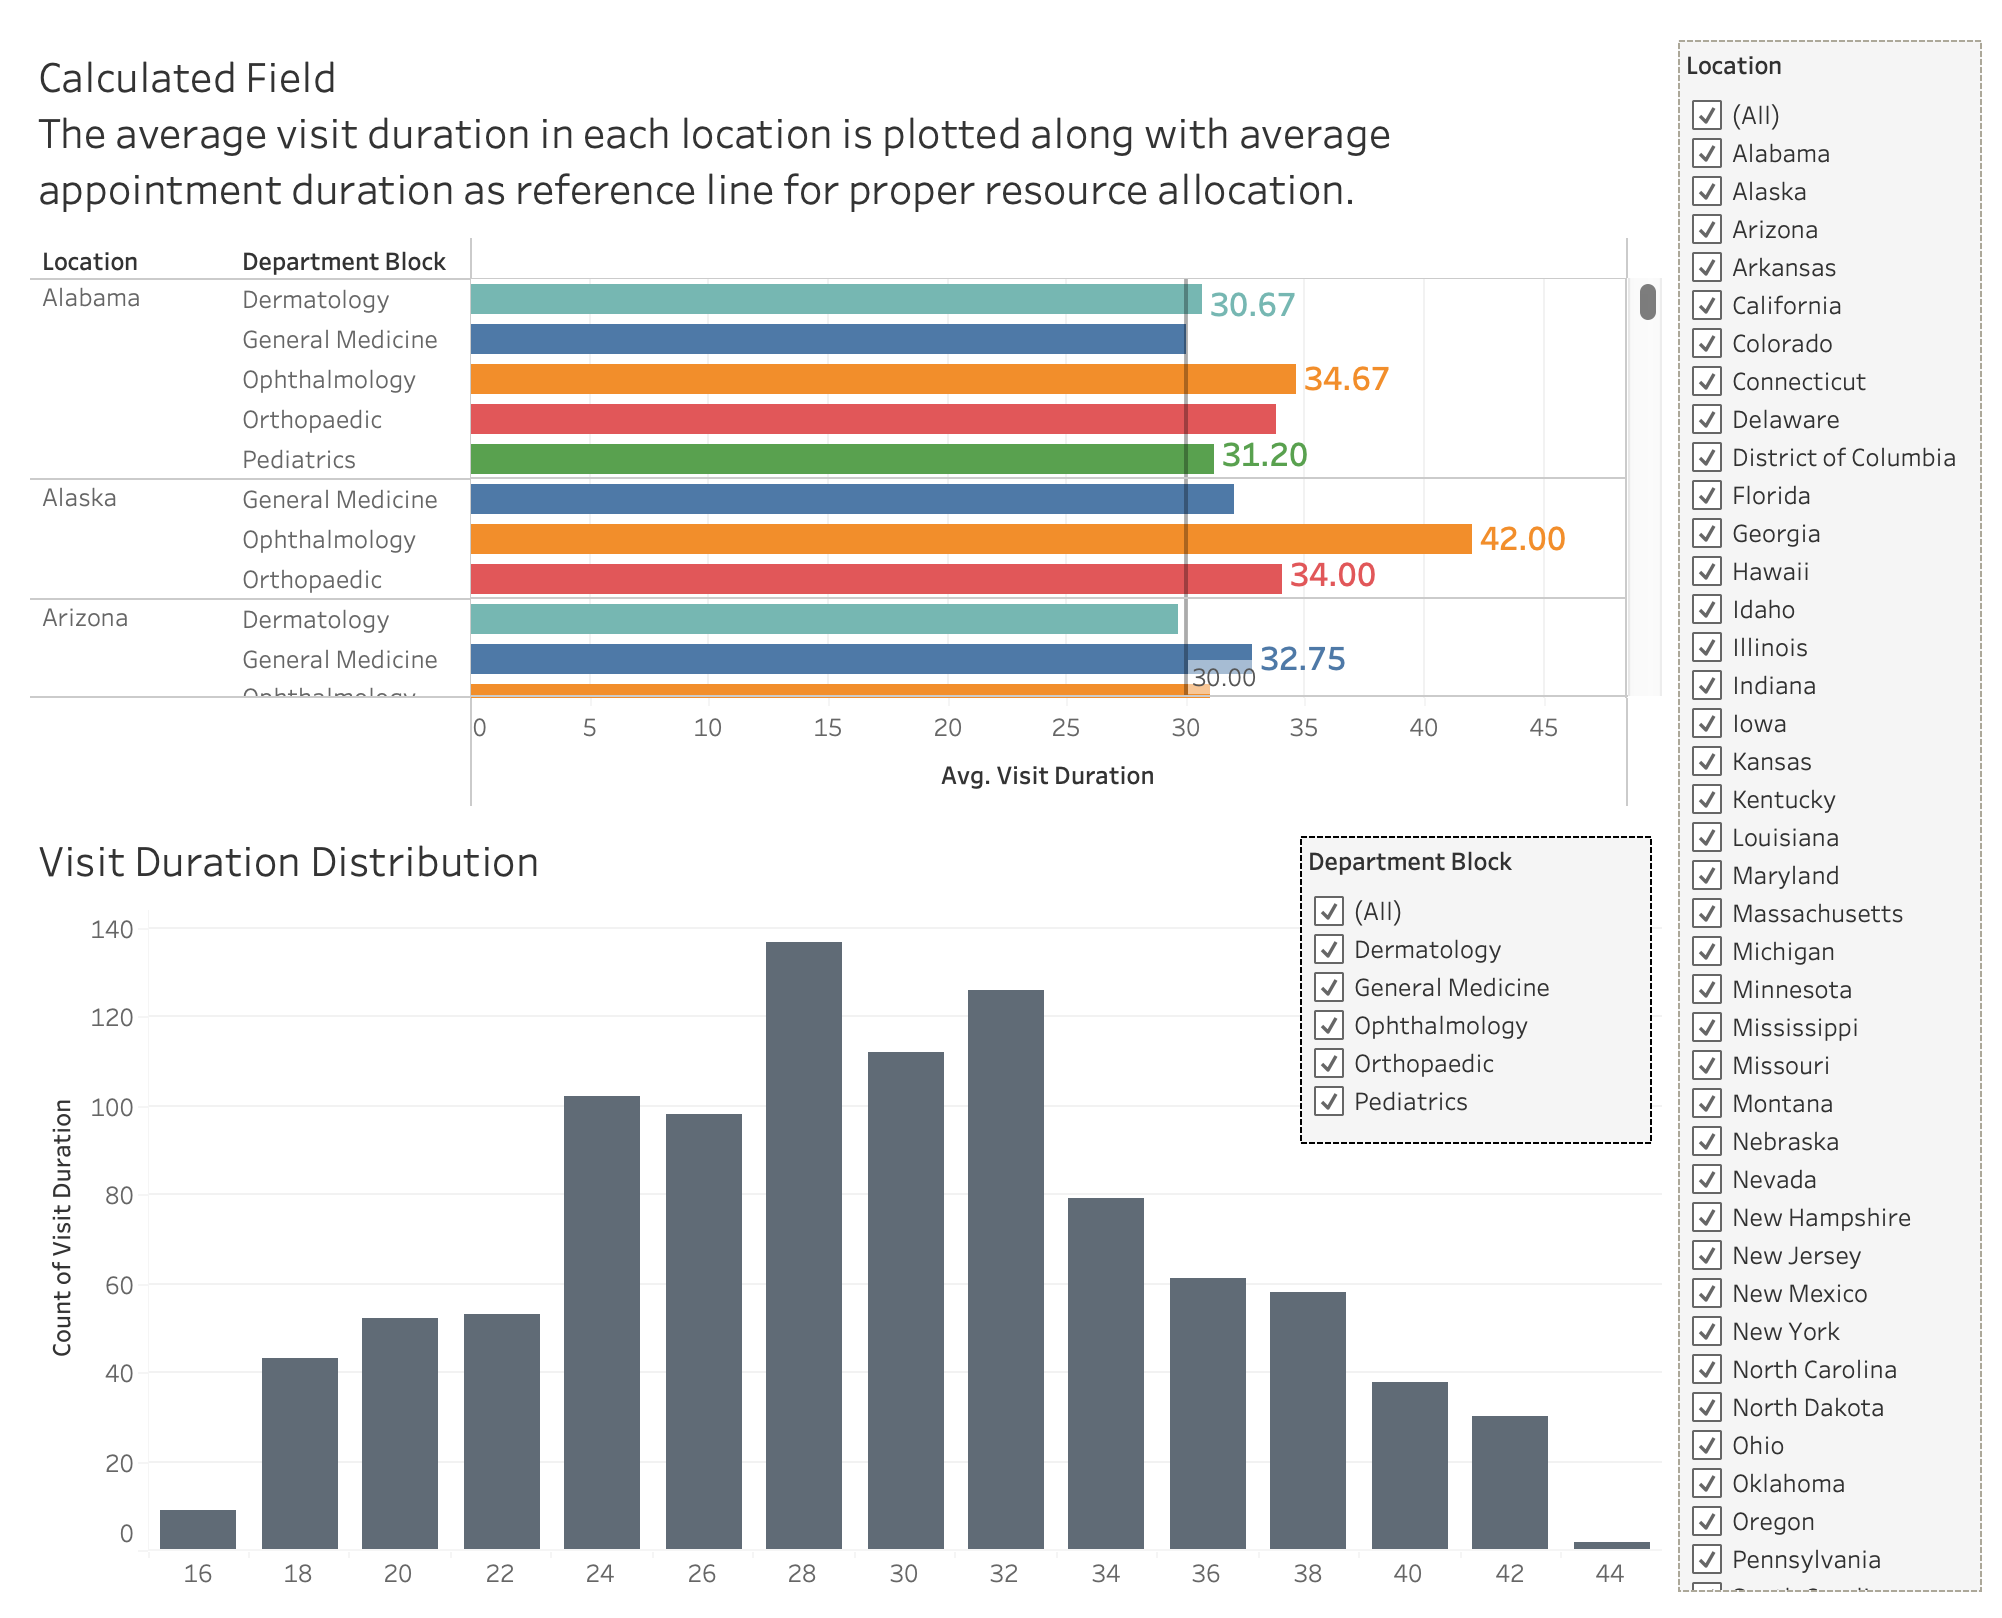 Calculated Field
The average visit duration in each location is plotted along with average
appointment duration as reference line for proper resource allocation.
Location Department Block
Alabama Dermatology 30.67
General Medicine
Ophthalmology 34.67
Orthopaedic
Pediatrics 31.20
Alaska General Medicine
Ophthalmology 42.00
Orthopaedic 34.00
Arizona Dermatology
General Medicine 32.75
30.00
Ophthalmology
0 5 10 15 20 25 30 35 40 45
Avg. Visit Duration
Visit Duration Distribution
Count of Visit Duration
140
120
100
80
60
40
20
0
16 18 20 22 24 26 28 30 32 34 36 38 40 42 44
Department Block
(All)
Dermatology
General Medicine
Ophthalmology
Orthopaedic
Pediatrics
Location
(All)
Alabama
Alaska
Arizona
Arkansas
California
Colorado
Connecticut
Delaware
District of Columbia
Florida
Georgia
Hawaii
Idaho
Illinois
Indiana
Iowa
Kansas
Kentucky
Louisiana
Maryland
Massachusetts
Michigan
Minnesota
Mississippi
Missouri
Montana
Nebraska
Nevada
New Hampshire
New Jersey
New Mexico
New York
North Carolina
North Dakota
Ohio
Oklahoma
Oregon
Pennsylvania